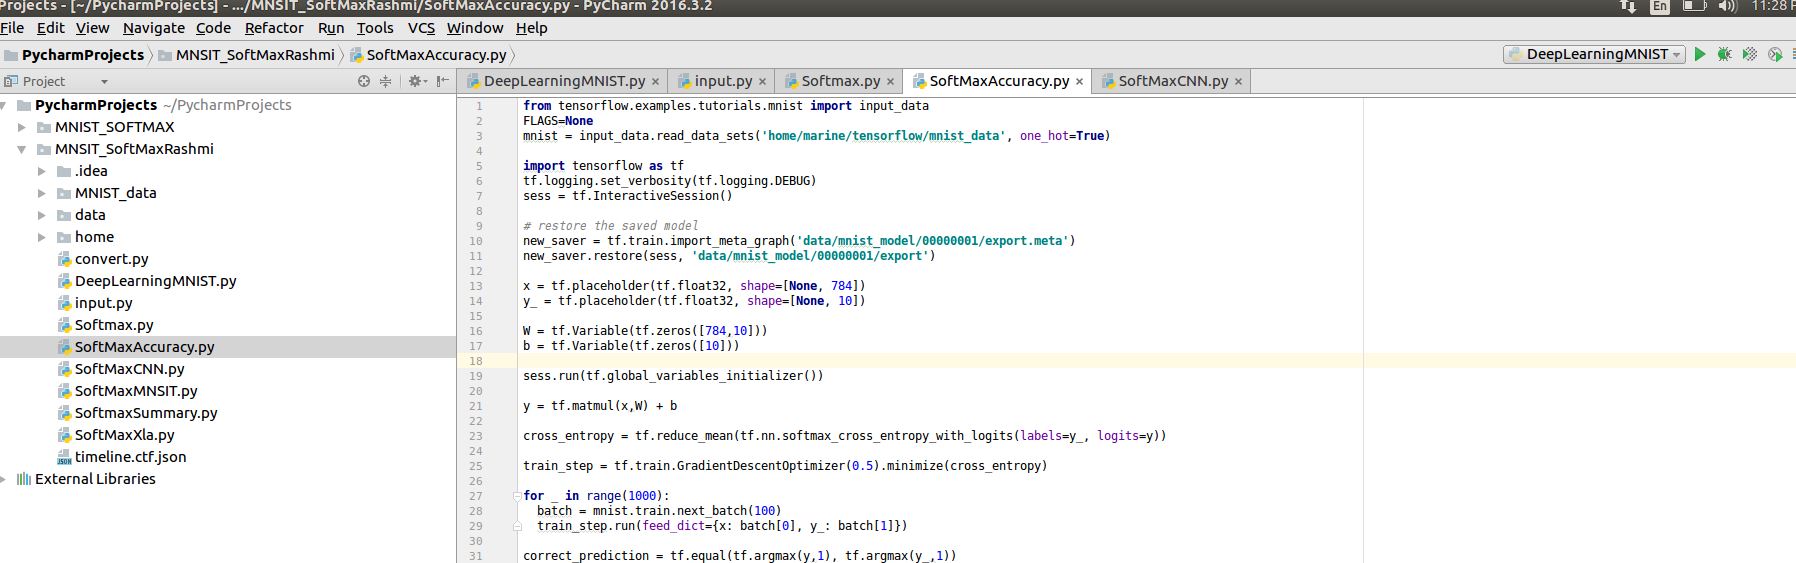 Projects - [~/PycharmProjects] - .../MNSIT_SoftMaxRashmi/SoftMaxAccuracy.py - PyCharm 2016.3.2
En
11:28 P
File Edit View Navigate Code Refactor Run Tools VCS Window Help
PycharmProjects MNSIT_SoftMaxRashmi SoftMaxAccuracy.py
DeepLearningMNIST
Project
DeepLearningMNIST.py × input.py × Softmax.py × SoftMaxAccuracy.py × SoftMaxCNN.py ×
PycharmProjects ~/PycharmProjects
MNIST_SOFTMAX
MNSIT_SoftMaxRashmi
.idea
MNIST_data
data
home
convert.py
DeepLearningMNIST.py
input.py
Softmax.py
SoftMaxAccuracy.py
SoftMaxCNN.py
SoftMaxMNSIT.py
SoftmaxSummary.py
SoftMaxXla.py
timeline.ctf.json
External Libraries
1 from tensorflow.examples.tutorials.mnist import input_data
2 FLAGS=None
3 mnist = input_data.read_data_sets('home/marine/tensorflow/mnist_data', one_hot=True)
4
5 import tensorflow as tf
6 tf.logging.set_verbosity(tf.logging.DEBUG)
7 sess = tf.InteractiveSession()
8
9 # restore the saved model
10 new_saver = tf.train.import_meta_graph('data/mnist_model/00000001/export.meta')
11 new_saver.restore(sess, 'data/mnist_model/00000001/export')
12
13 x = tf.placeholder(tf.float32, shape=[None, 784])
14 y_ = tf.placeholder(tf.float32, shape=[None, 10])
15
16 W = tf.Variable(tf.zeros([784,10]))
17 b = tf.Variable(tf.zeros([10]))
18
19 sess.run(tf.global_variables_initializer())
20
21 y = tf.matmul(x,W) + b
22
23 cross_entropy = tf.reduce_mean(tf.nn.softmax_cross_entropy_with_logits(labels=y_, logits=y))
24
25 train_step = tf.train.GradientDescentOptimizer(0.5).minimize(cross_entropy)
26
27 for _ in range(1000):
28 batch = mnist.train.next_batch(100)
29 train_step.run(feed_dict={x: batch[0], y_: batch[1]})
30
31 correct_prediction = tf.equal(tf.argmax(y,1), tf.argmax(y_,1))